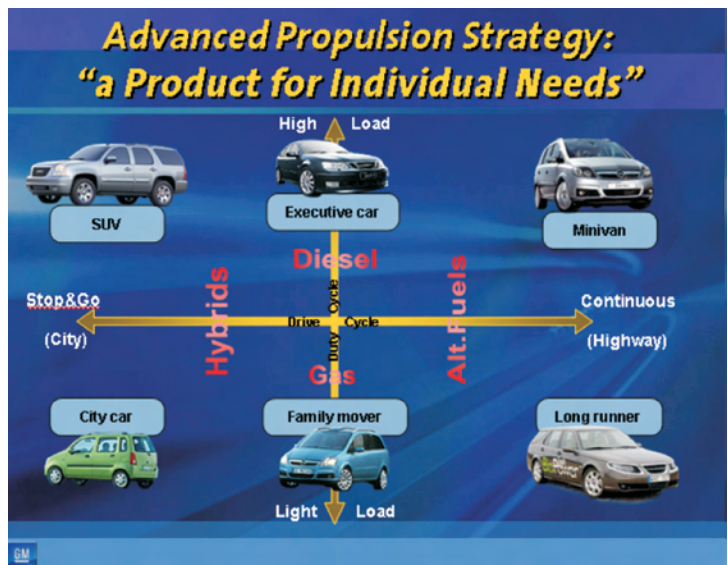 Advanced Propulsion Strategy:
“a Product for Individual Needs”
High Load
SUV
Executive car
Minivan
Diesel
Hybrids
Alt.Fuels
Stop&Go
(City)
Continuous
(Highway)
Drive Cycle
Duty Cycle
Gas
City car
Family mover
Long runner
Light Load
GM